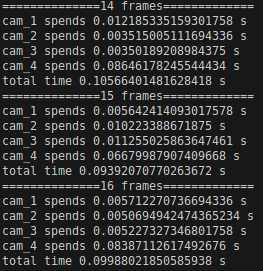 ==============14 frames=============
cam_1 spends 0.012185335159301758 s
cam_2 spends 0.003515005111694336 s
cam_3 spends 0.00350189208984375 s
cam_4 spends 0.08646178245544434 s
total time 0.10566401481628418 s
==============15 frames=============
cam_1 spends 0.005642414093017578 s
cam_2 spends 0.010223388671875 s
cam_3 spends 0.011255025863647461 s
cam_4 spends 0.06679987907409668 s
total time 0.09392070770263672 s
==============16 frames=============
cam_1 spends 0.005712270736694336 s
cam_2 spends 0.0050694942474365234 s
cam_3 spends 0.005227327346801758 s
cam_4 spends 0.08387112617492676 s
total time 0.09988021850585938 s